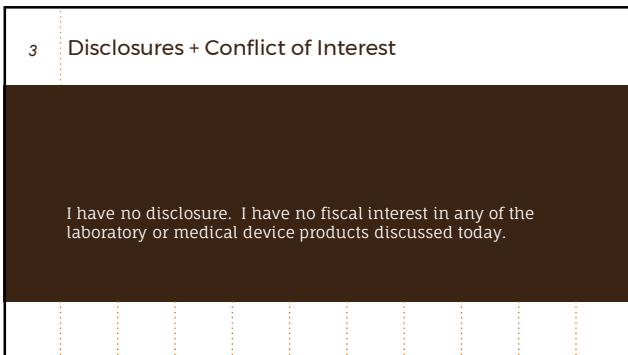 3 Disclosures + Conflict of Interest
I have no disclosure. I have no fiscal interest in any of the
laboratory or medical device products discussed today.